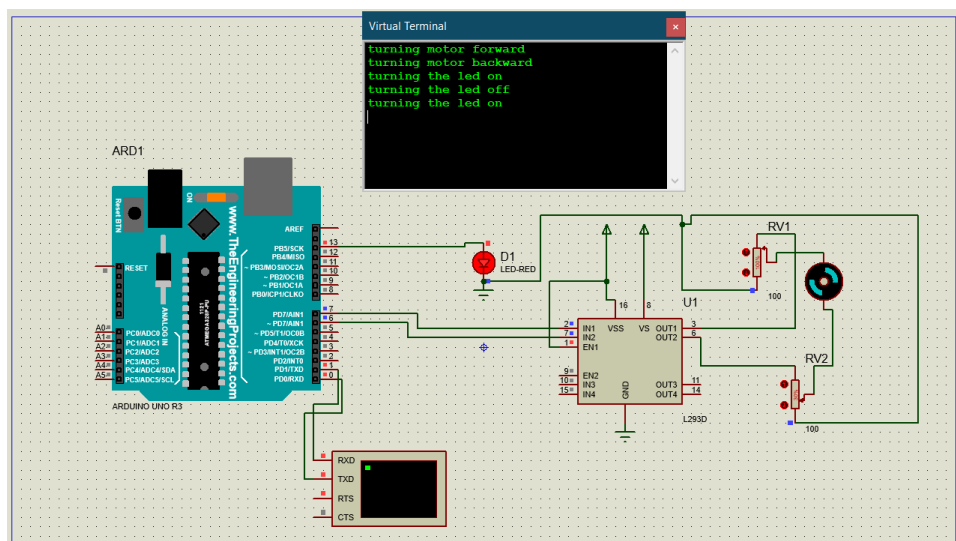 Virtual Terminal
turning motor forward
turning motor backward
turning the led on
turning the led off
turning the led on
ARD1
Reset BTN
ON
www.TheEngineeringProjects.com
AREF
RESET
PB5/SCK 13
PB4/MISO 12
~ PB3/MOSI/OC2A 11
~ PB2/OC1B 10
~ PB1/OC1A 9
PB0/ICP1/CLKO 8
PD7/AIN1 7
~ PD7/AIN1 6
~ PD5/T1/OC0B 5
PD4/T0/XCK 4
~ PD3/INT1/OC2B 3
PD2/INT0 2
PD1/TXD 1
PD0/RXD 0
ANALOG IN
ATMEGA328P-PU
1121
A0 PC0/ADC0
A1 PC1/ADC1
A2 PC2/ADC2
A3 PC3/ADC3
A4 PC4/ADC4/SDA
A5 PC5/ADC5/SCL
ARDUINO UNO R3
D1
LED-RED
RV1
100
RV2
100
U1
16 8
VSS VS
2 IN1 OUT1 3
7 IN2 OUT2 6
1 EN1
9 EN2
10 IN3 OUT3 11
15 IN4 OUT4 14
GND
L293D
RXD
TXD
RTS
CTS